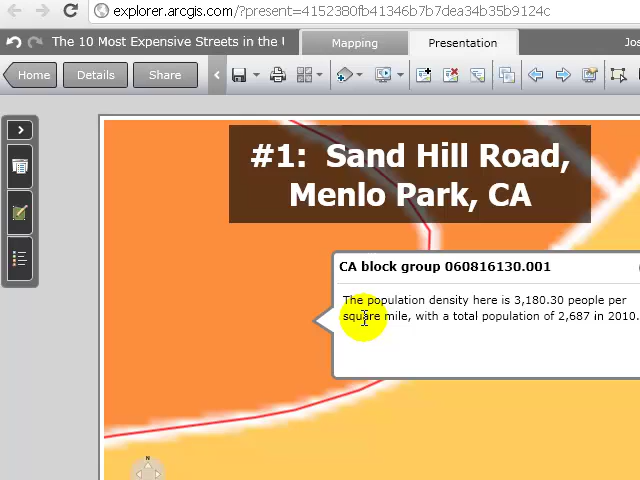 explorer.arcgis.com/?present=4152380fb41346b7b7dea34b35b9124c
The 10 Most Expensive Streets in the
Mapping
Presentation
Home
Details
Share
#1: Sand Hill Road,
Menlo Park, CA
CA block group 060816130.001
The population density here is 3,180.30 people per
square mile, with a total population of 2,687 in 2010.
N